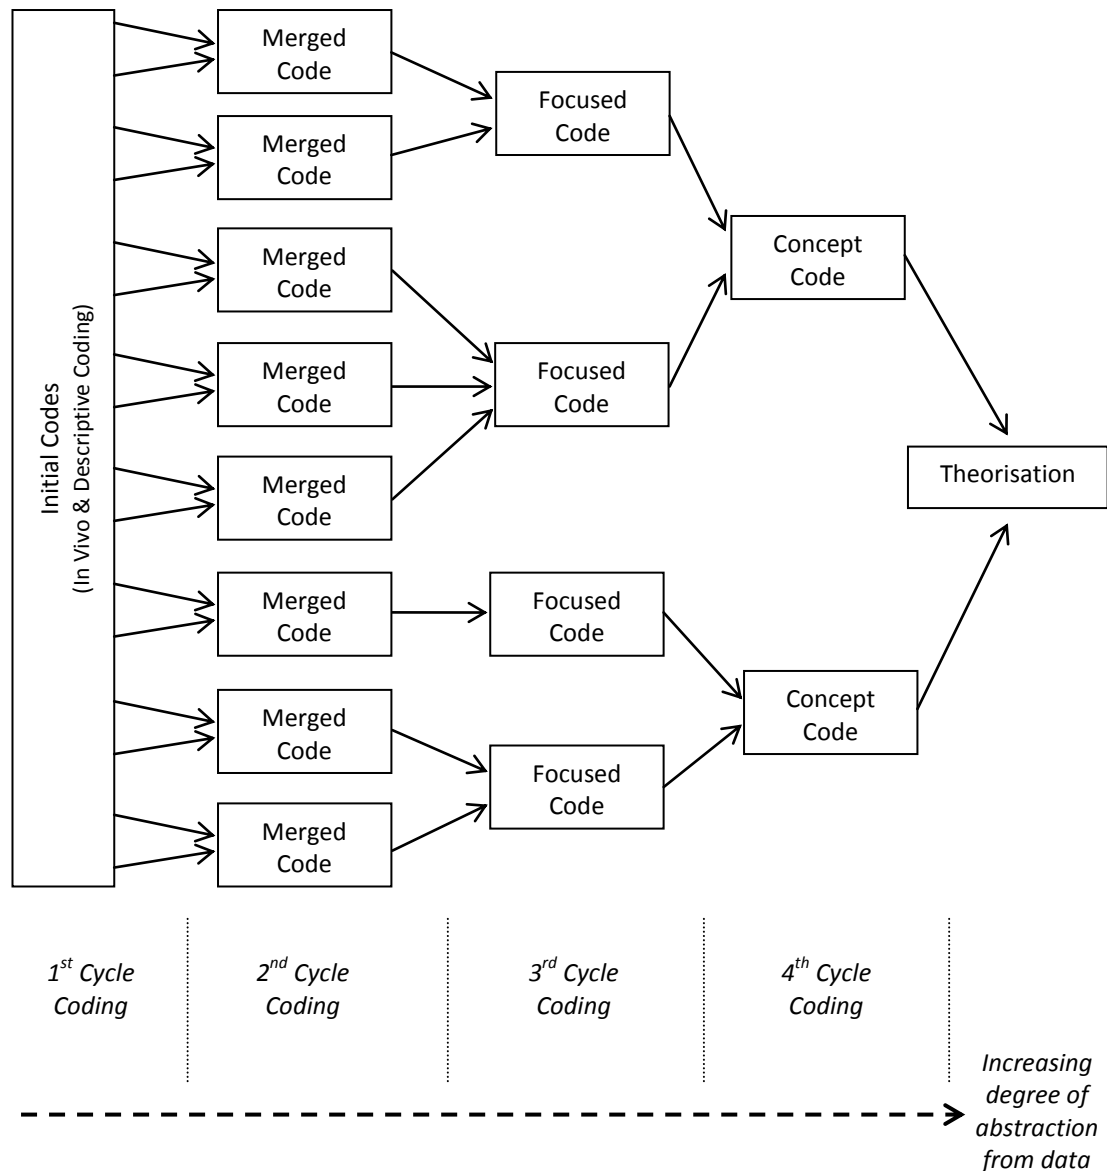 Initial Codes
(In Vivo & Descriptive Coding)
Merged
Code
Merged
Code
Merged
Code
Merged
Code
Merged
Code
Merged
Code
Merged
Code
Merged
Code
Focused
Code
Focused
Code
Focused
Code
Focused
Code
Concept
Code
Concept
Code
Theorisation
1st Cycle
Coding
2nd Cycle
Coding
3rd Cycle
Coding
4th Cycle
Coding
Increasing
degree of
abstraction
from data